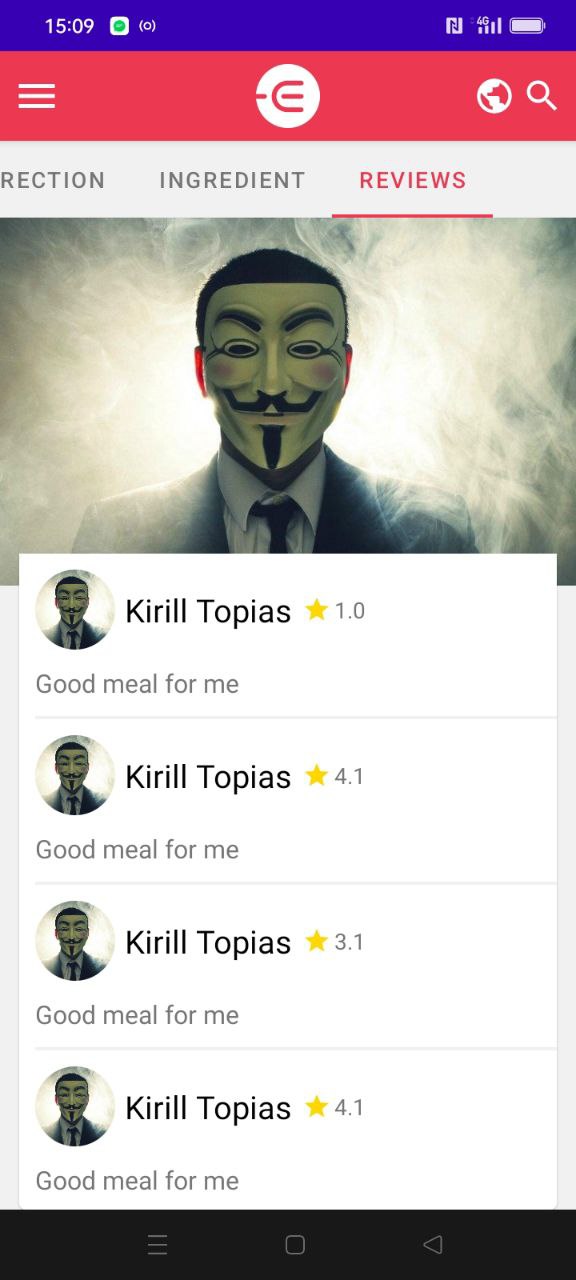 15:09
4G
RECTION INGREDIENT REVIEWS
Kirill Topias 1.0
Good meal for me
Kirill Topias 4.1
Good meal for me
Kirill Topias 3.1
Good meal for me
Kirill Topias 4.1
Good meal for me